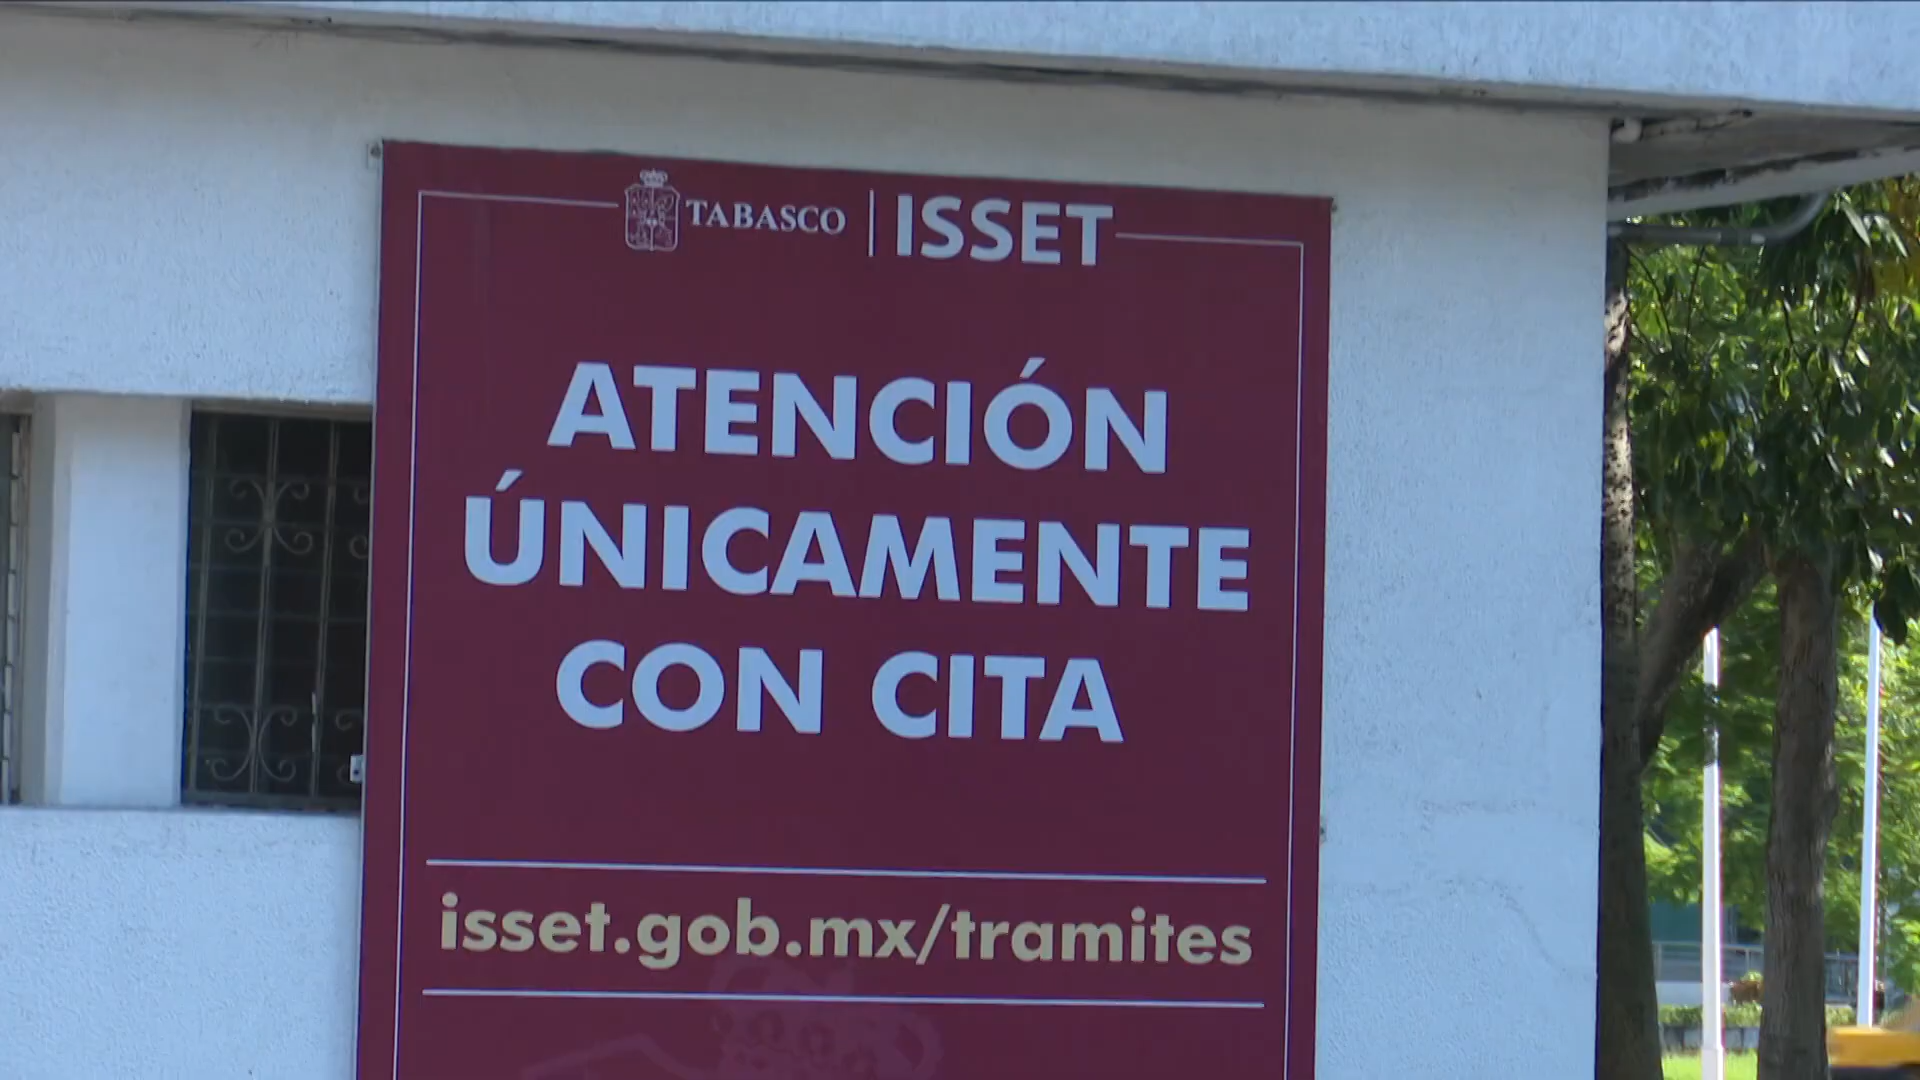 TABASCO | ISSET
ATENCIÓN
ÚNICAMENTE
CON CITA
isset.gob.mx/tramites